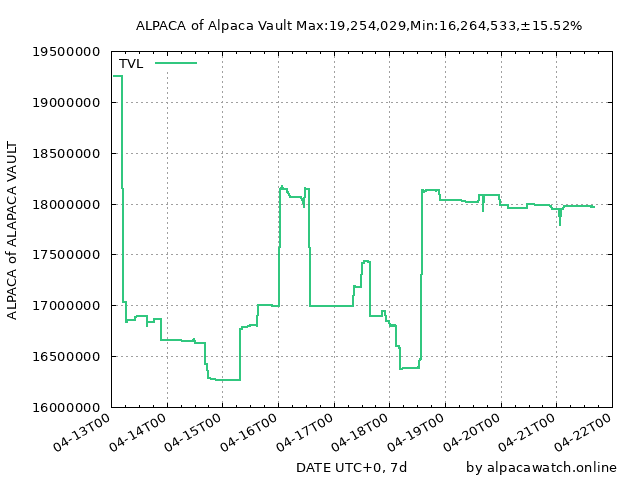 ALPACA of Alpaca Vault Max:19,254,029,Min:16,264,533,±15.52%
TVL
19500000
19000000
18500000
18000000
17500000
17000000
16500000
16000000
ALPACA of ALAPACA VAULT
04-13T00
04-14T00
04-15T00
04-16T00
04-17T00
04-18T00
04-19T00
04-20T00
04-21T00
04-22T00
DATE UTC+0, 7d
by alpacawatch.online